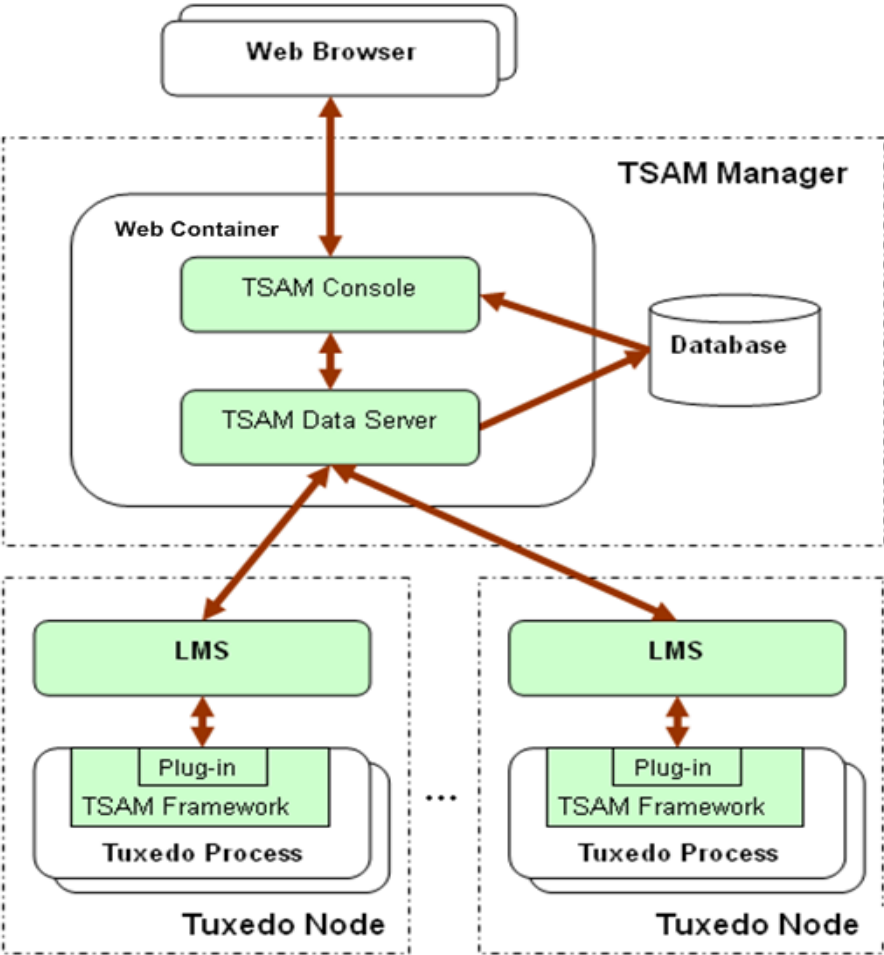 Web Browser
TSAM Manager
Web Container
TSAM Console
Database
TSAM Data Server
LMS
LMS
Plug-in
TSAM Framework
Tuxedo Process
Tuxedo Node
...
Plug-in
TSAM Framework
Tuxedo Process
Tuxedo Node